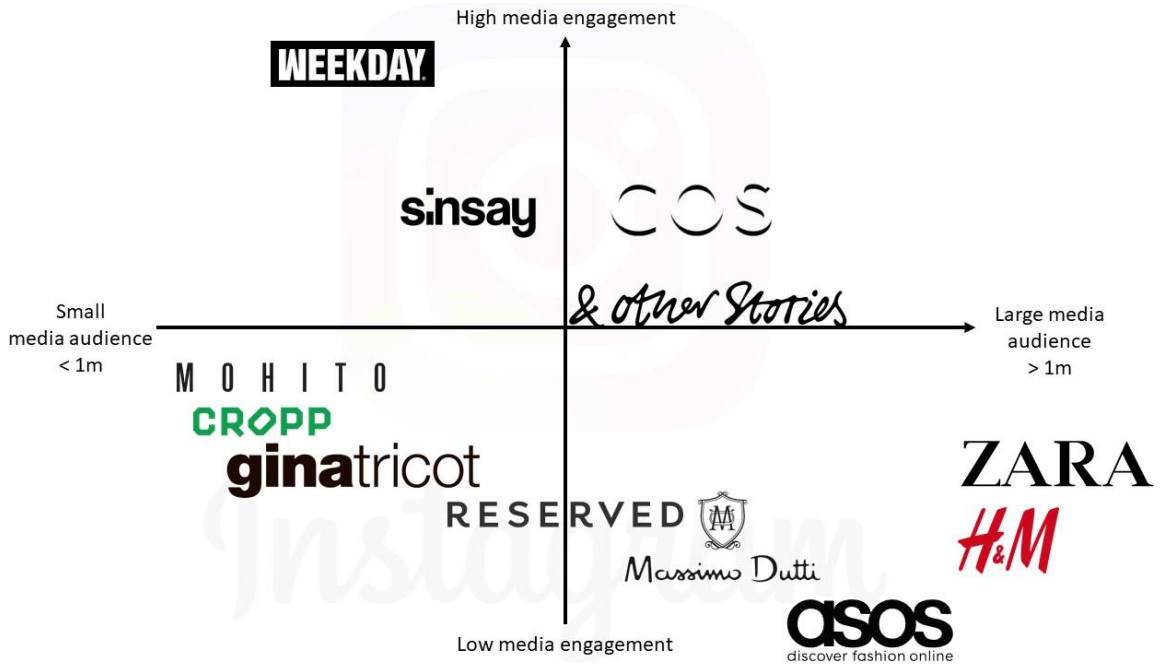 High media engagement
WEEKDAY
sinsay
COS
& other Stories
Small
media audience
< 1m
Large media
audience
> 1m
MOHITO
CROPP
ginatricot
ZARA
RESERVED
H&M
Massimo Dutti
asos
discover fashion online
Low media engagement
Instagram